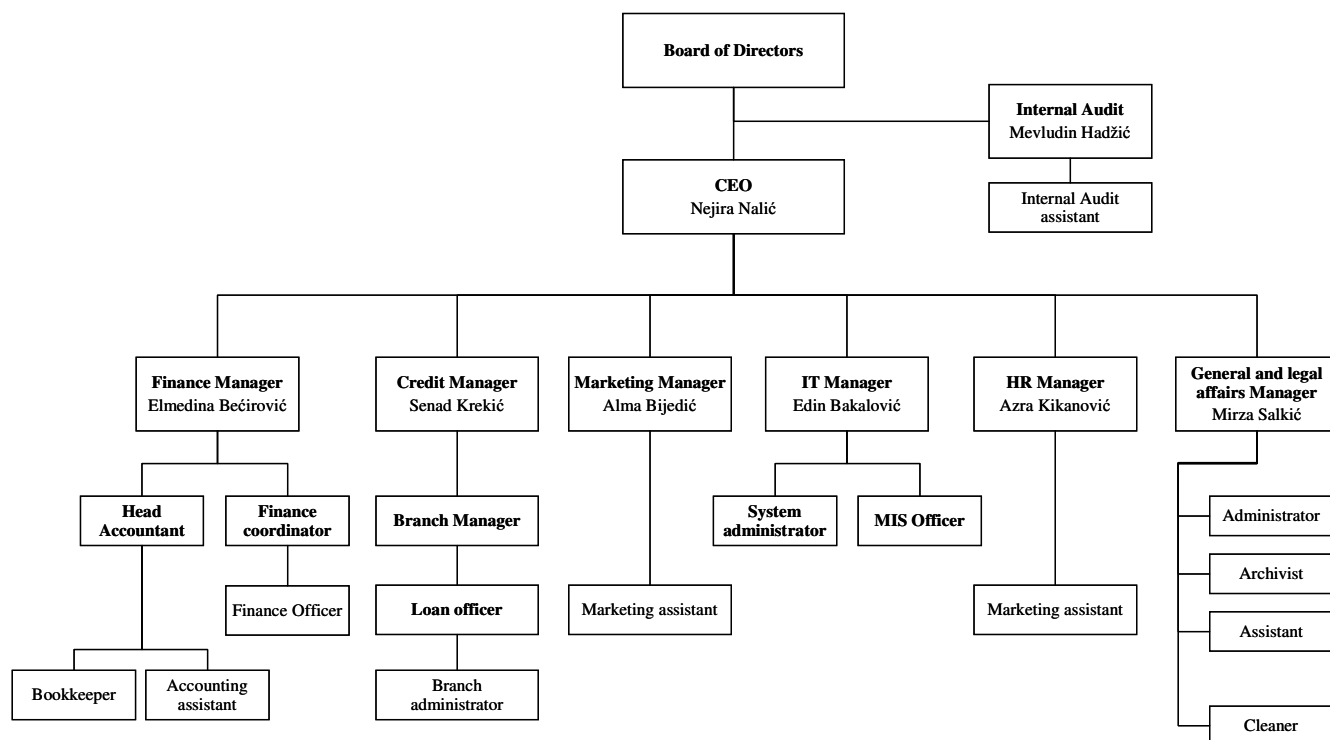 Board of Directors
Internal Audit
Mevludin Hadžić
CEO
Nejira Nalić
Internal Audit
assistant
Finance Manager
Elmedina Bećirović
Credit Manager
Senad Krekić
Marketing Manager
Alma Bijedić
IT Manager
Edin Bakalović
HR Manager
Azra Kikanović
General and legal
affairs Manager
Mirza Salkić
Head
Accountant
Finance
coordinator
Branch Manager
System
administrator
MIS Officer
Administrator
Archivist
Finance Officer
Loan officer
Marketing assistant
Marketing assistant
Assistant
Bookkeeper
Accounting
assistant
Branch
administrator
Cleaner